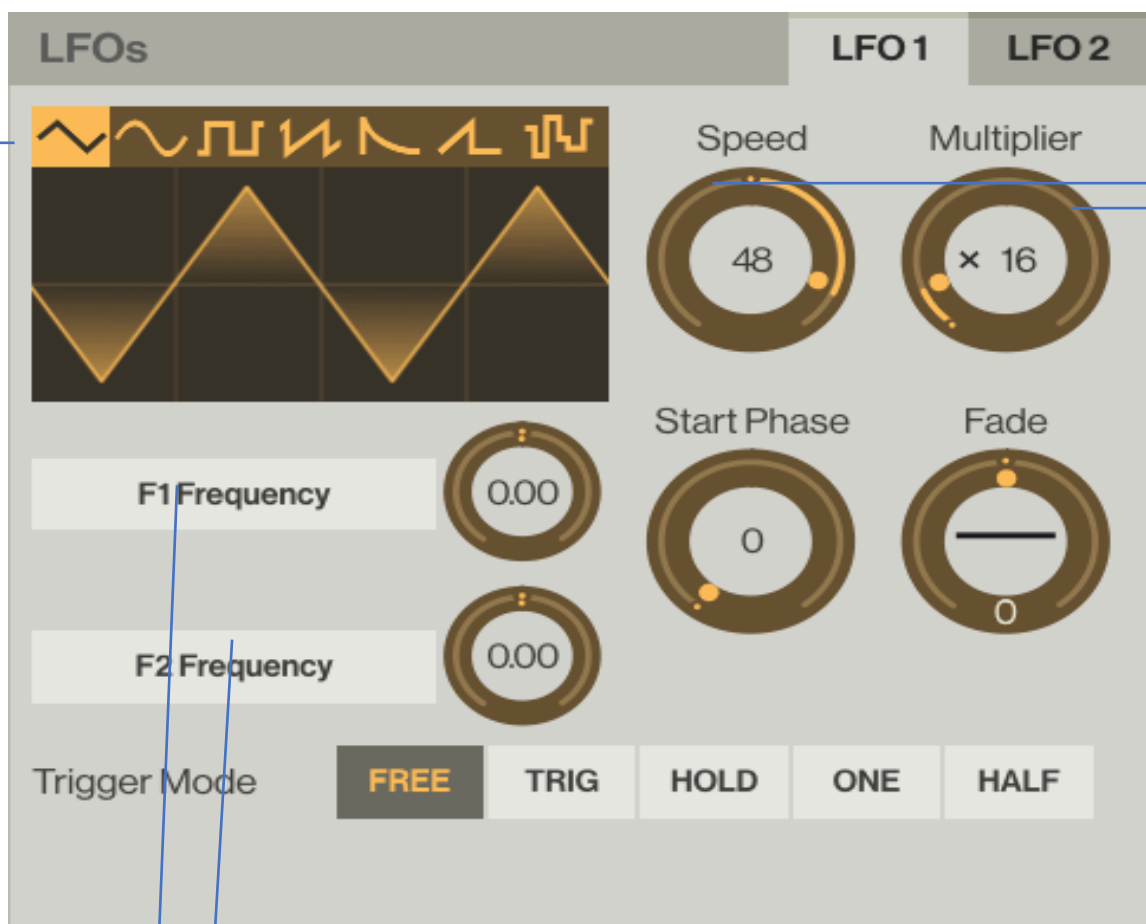 LFOs
LFO 1
LFO 2
Speed
Multiplier
48
× 16
Start Phase
Fade
F1 Frequency
0.00
0
0
F2 Frequency
0.00
Trigger Mode
FREE
TRIG
HOLD
ONE
HALF